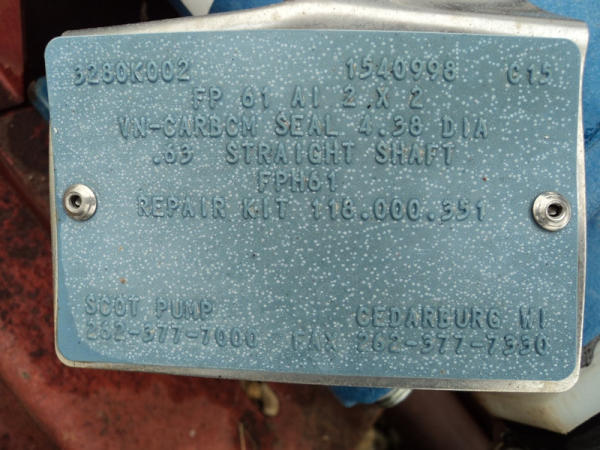 3280K002 1540998 C15
FP 61 AI 2 X 2
VN-CARBCM SEAL 4.38 DIA
.63 STRAIGHT SHAFT
FPH61
REPAIR KIT 118.000.351
SCOT PUMP CEDARBURG WI
262-377-7000 FAX 262-377-7330